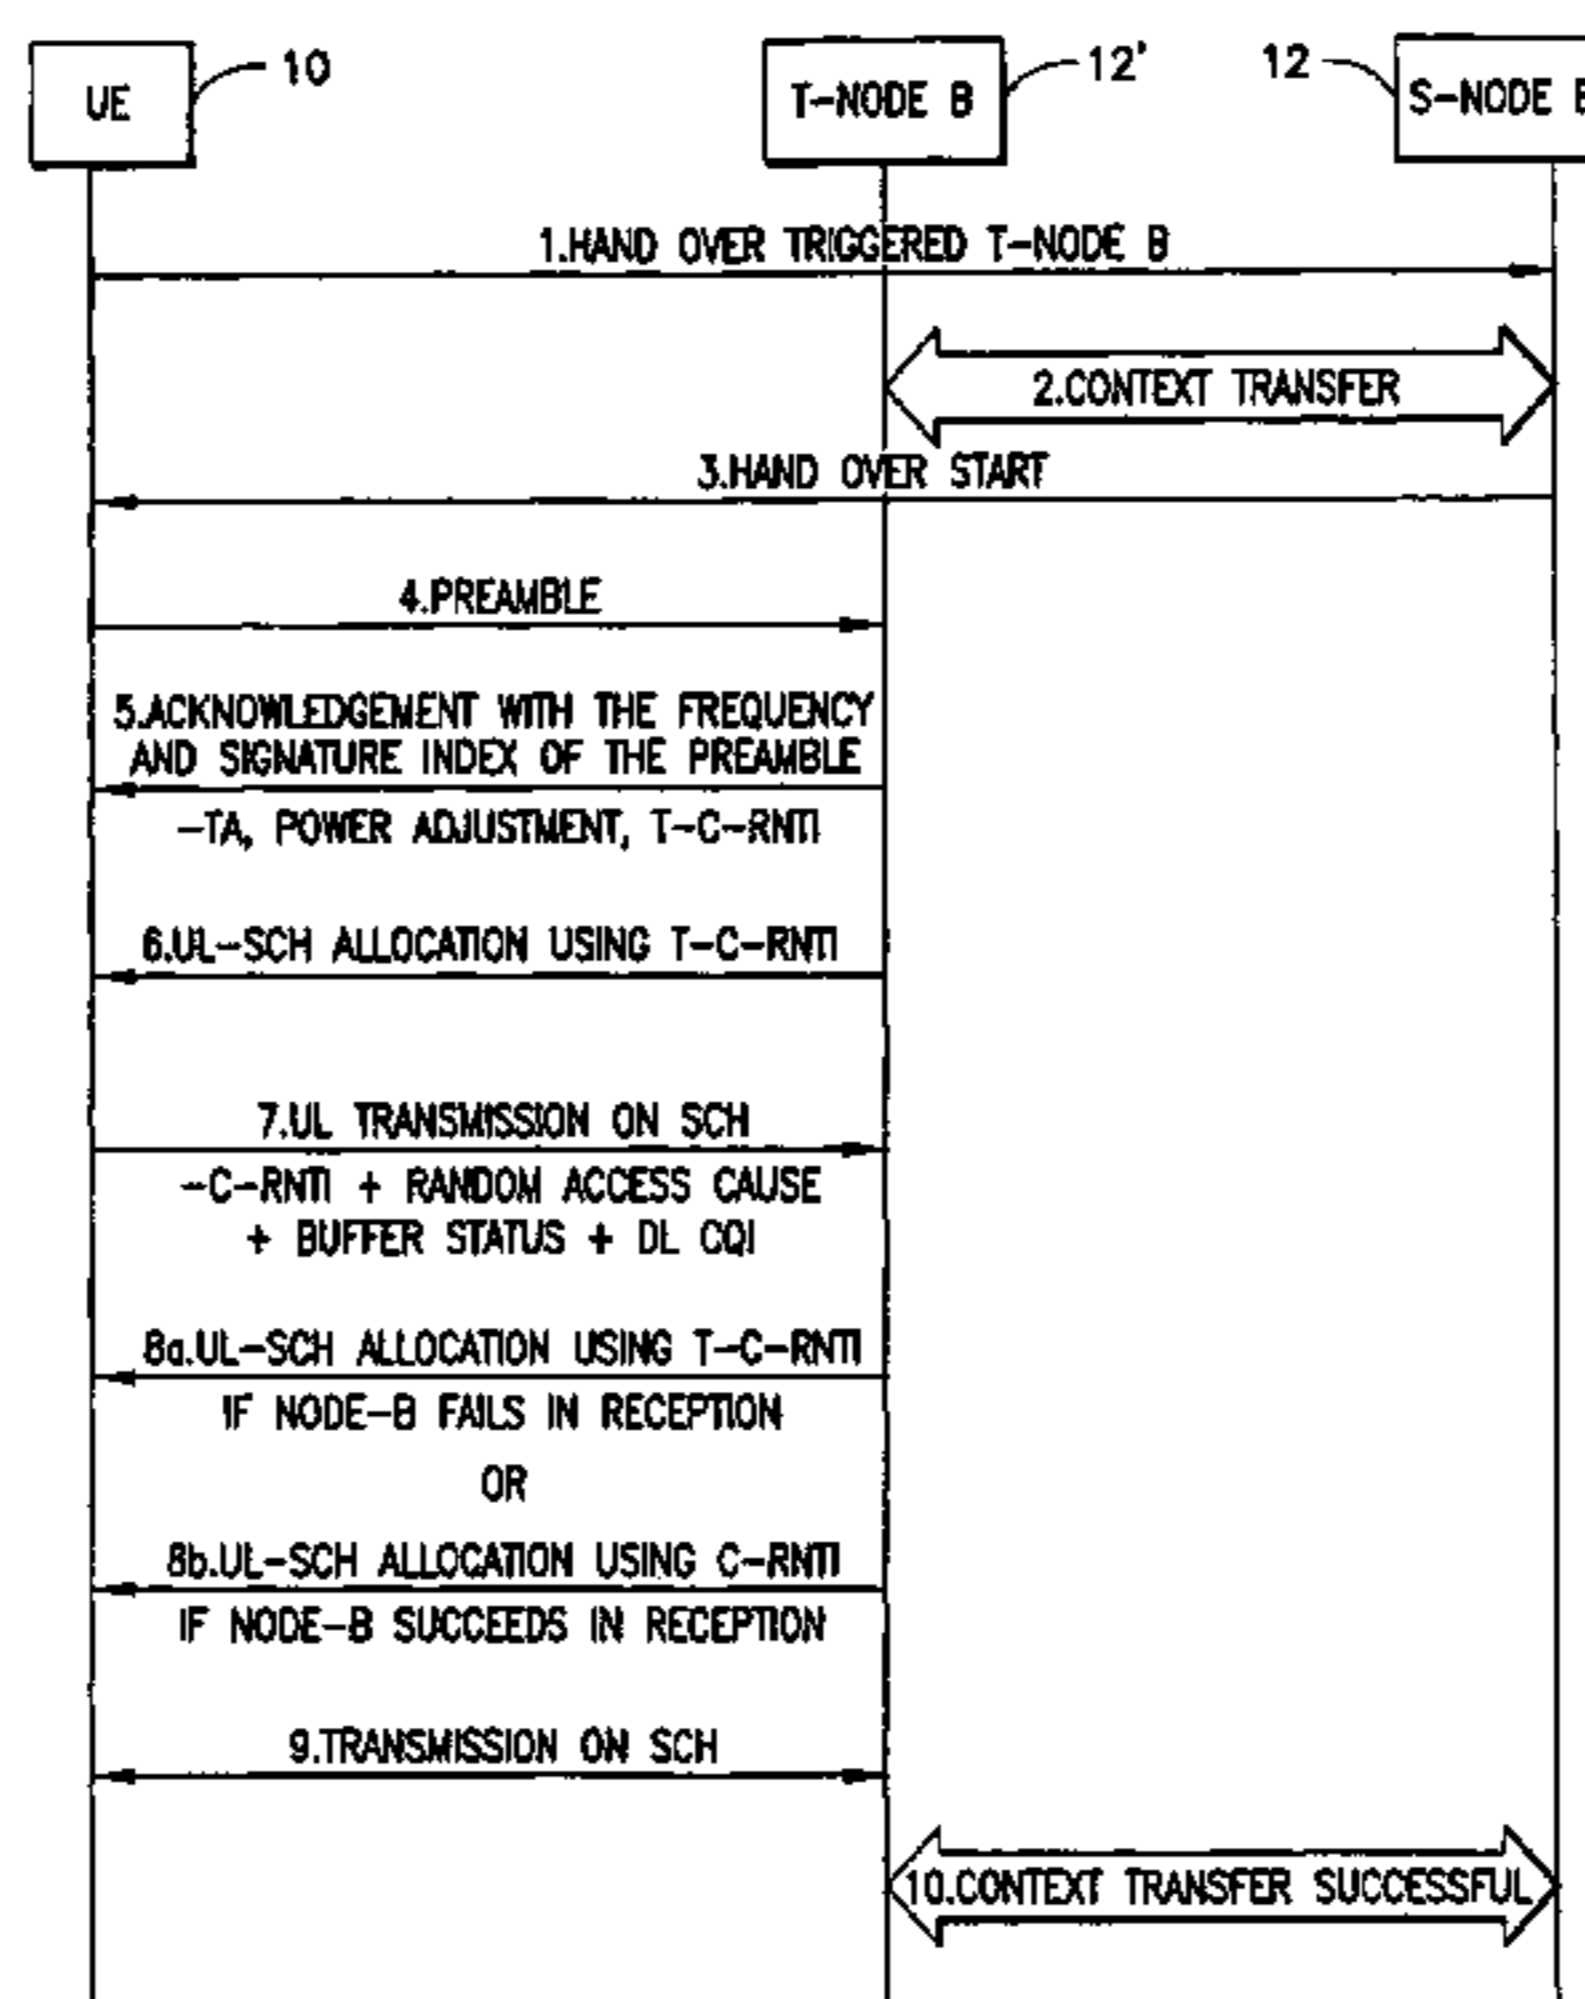 UE
10
T-NODE B
12'
12
S-NODE B
1.HAND OVER TRIGGERED T-NODE B
2.CONTEXT TRANSFER
3.HAND OVER START
4.PREAMBLE
5.ACKNOWLEDGEMENT WITH THE FREQUENCY
AND SIGNATURE INDEX OF THE PREAMBLE
-TA, POWER ADJUSTMENT, T-C-RNTI
6.UL-SCH ALLOCATION USING T-C-RNTI
7.UL TRANSMISSION ON SCH
-C-RNTI + RANDOM ACCESS CAUSE
+ BUFFER STATUS + DL CQI
8a.UL-SCH ALLOCATION USING T-C-RNTI
IF NODE-B FAILS IN RECEPTION
OR
8b.UL-SCH ALLOCATION USING C-RNTI
IF NODE-B SUCCEEDS IN RECEPTION
9.TRANSMISSION ON SCH
10.CONTEXT TRANSFER SUCCESSFUL